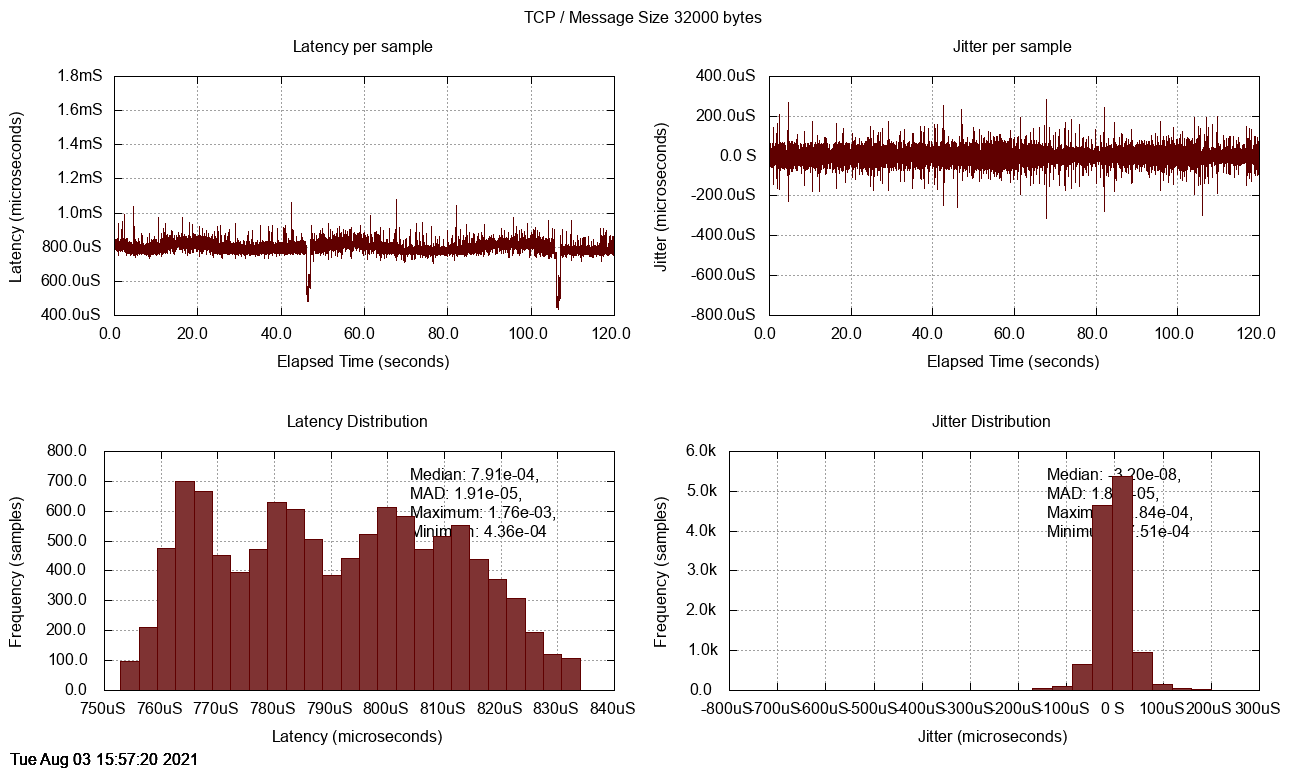 TCP / Message Size 32000 bytes
Latency per sample
Latency (microseconds)
1.8mS
1.6mS
1.4mS
1.2mS
1.0mS
800.0uS
600.0uS
400.0uS
0.0 20.0 40.0 60.0 80.0 100.0 120.0
Elapsed Time (seconds)
Jitter per sample
Jitter (microseconds)
400.0uS
200.0uS
0.0 S
-200.0uS
-400.0uS
-600.0uS
-800.0uS
0.0 20.0 40.0 60.0 80.0 100.0 120.0
Elapsed Time (seconds)
Latency Distribution
Frequency (samples)
800.0
700.0
600.0
500.0
400.0
300.0
200.0
100.0
0.0
Median: 7.91e-04,
MAD: 1.91e-05,
Maximum: 1.76e-03,
Minimum: 4.36e-04
750uS 760uS 770uS 780uS 790uS 800uS 810uS 820uS 830uS 840uS
Latency (microseconds)
Jitter Distribution
Frequency (samples)
6.0k
5.0k
4.0k
3.0k
2.0k
1.0k
0.0
Median: -3.20e-08,
MAD:
Maximum:
Minimum:
-800uS -700uS -600uS -500uS -400uS -300uS -200uS -100uS 0 S 100uS 200uS 300uS
Jitter (microseconds)
Tue Aug 03 15:57:20 2021